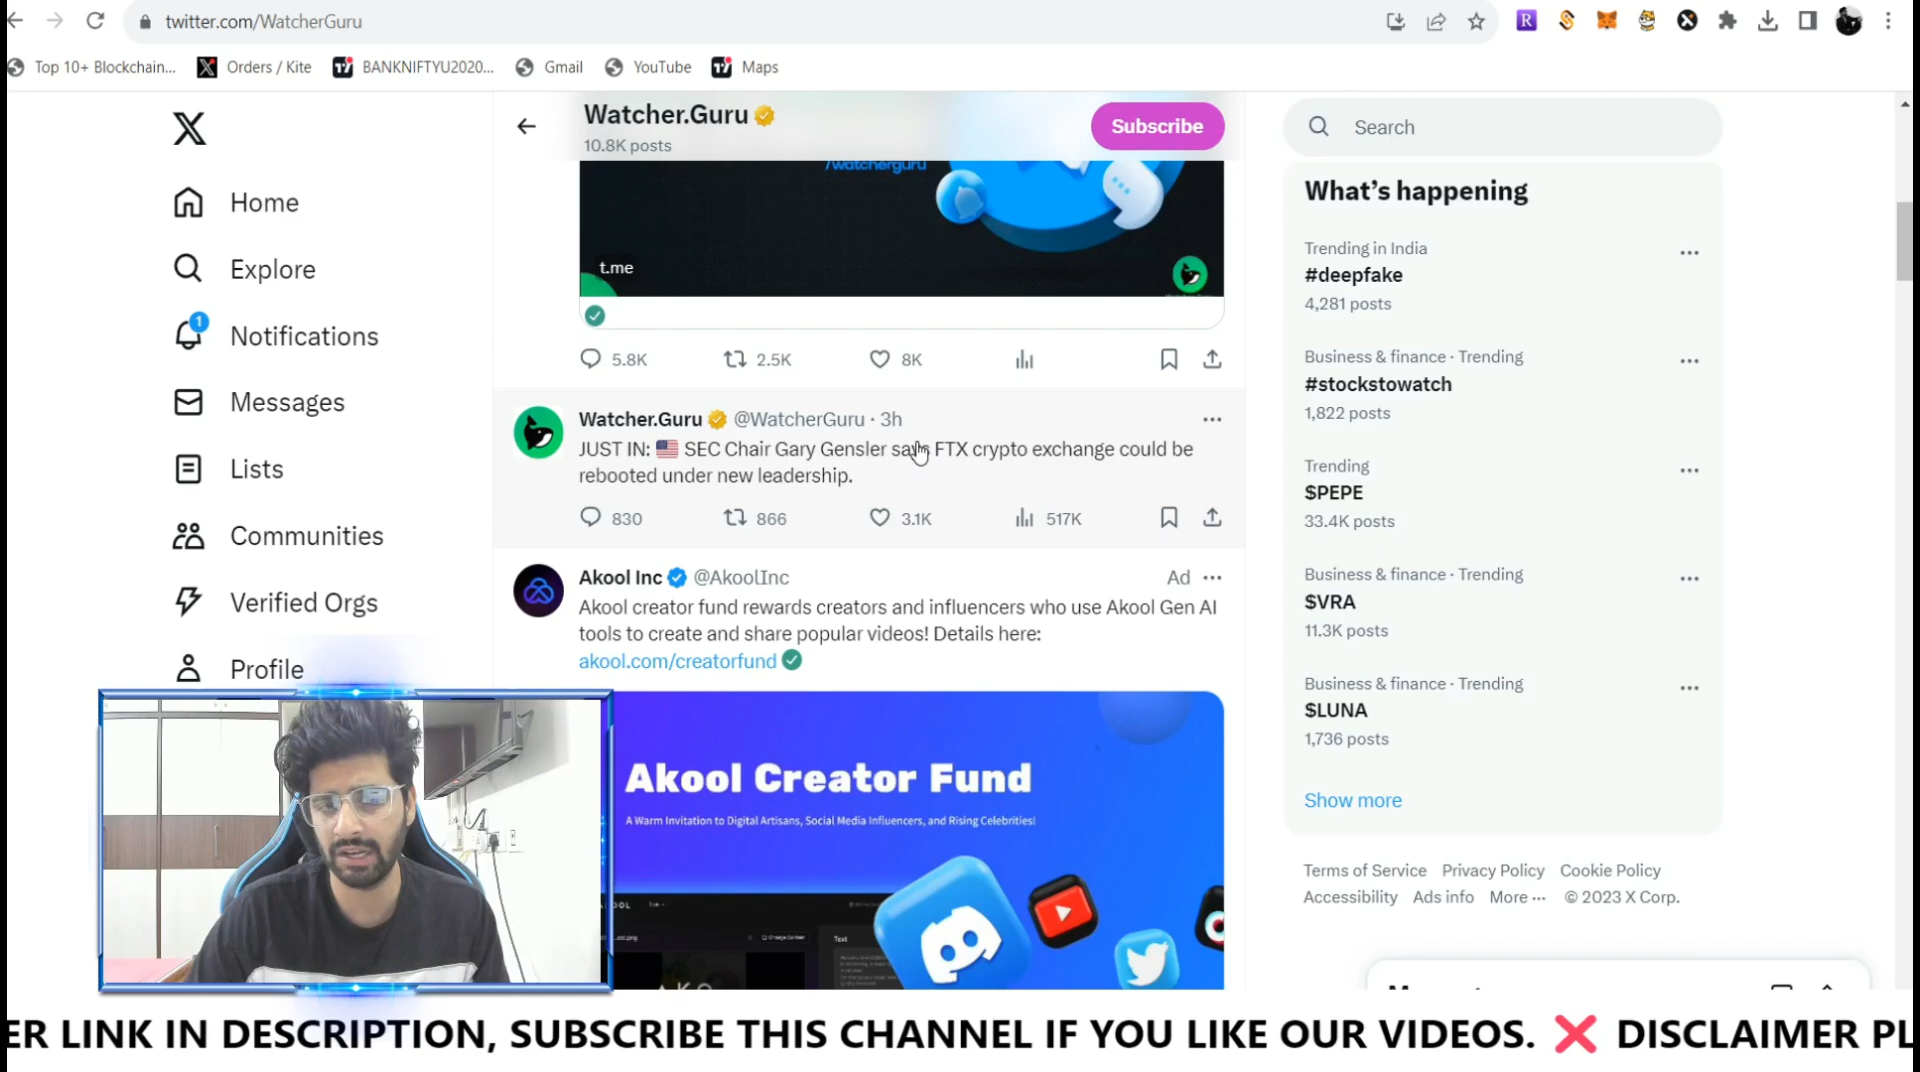 twitter.com/WatcherGuru
Top 10+ Blockchain... Orders / Kite BANKNIFTYU2020... Gmail YouTube Maps
Home
Explore
1
Notifications
Messages
Lists
Communities
Verified Orgs
Profile
Watcher.Guru
10.8K posts
Subscribe
/watcherguru
t.me
5.8K 2.5K 8K
Watcher.Guru @WatcherGuru · 3h
JUST IN: 🇺🇸 SEC Chair Gary Gensler says FTX crypto exchange could be
rebooted under new leadership.
830 866 3.1K 517K
Akool Inc @AkoolInc Ad
Akool creator fund rewards creators and influencers who use Akool Gen AI
tools to create and share popular videos! Details here:
akool.com/creatorfund
Akool Creator Fund
A Warm Invitation to Digital Artisans, Social Media Influencers, and Rising Celebrities!
Text
Search
What's happening
Trending in India
#deepfake
4,281 posts
Business & finance · Trending
#stockstowatch
1,822 posts
Trending
$PEPE
33.4K posts
Business & finance · Trending
$VRA
11.3K posts
Business & finance · Trending
$LUNA
1,736 posts
Show more
Terms of Service Privacy Policy Cookie Policy
Accessibility Ads info More ··· © 2023 X Corp.
ER LINK IN DESCRIPTION, SUBSCRIBE THIS CHANNEL IF YOU LIKE OUR VIDEOS. ❌ DISCLAIMER PL